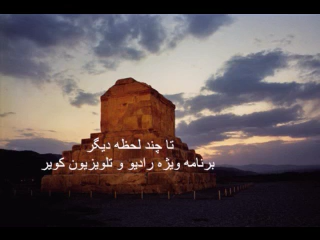 تا چند لحظه دیگر
برنامه ویژه رادیو و تلویزیون کویر